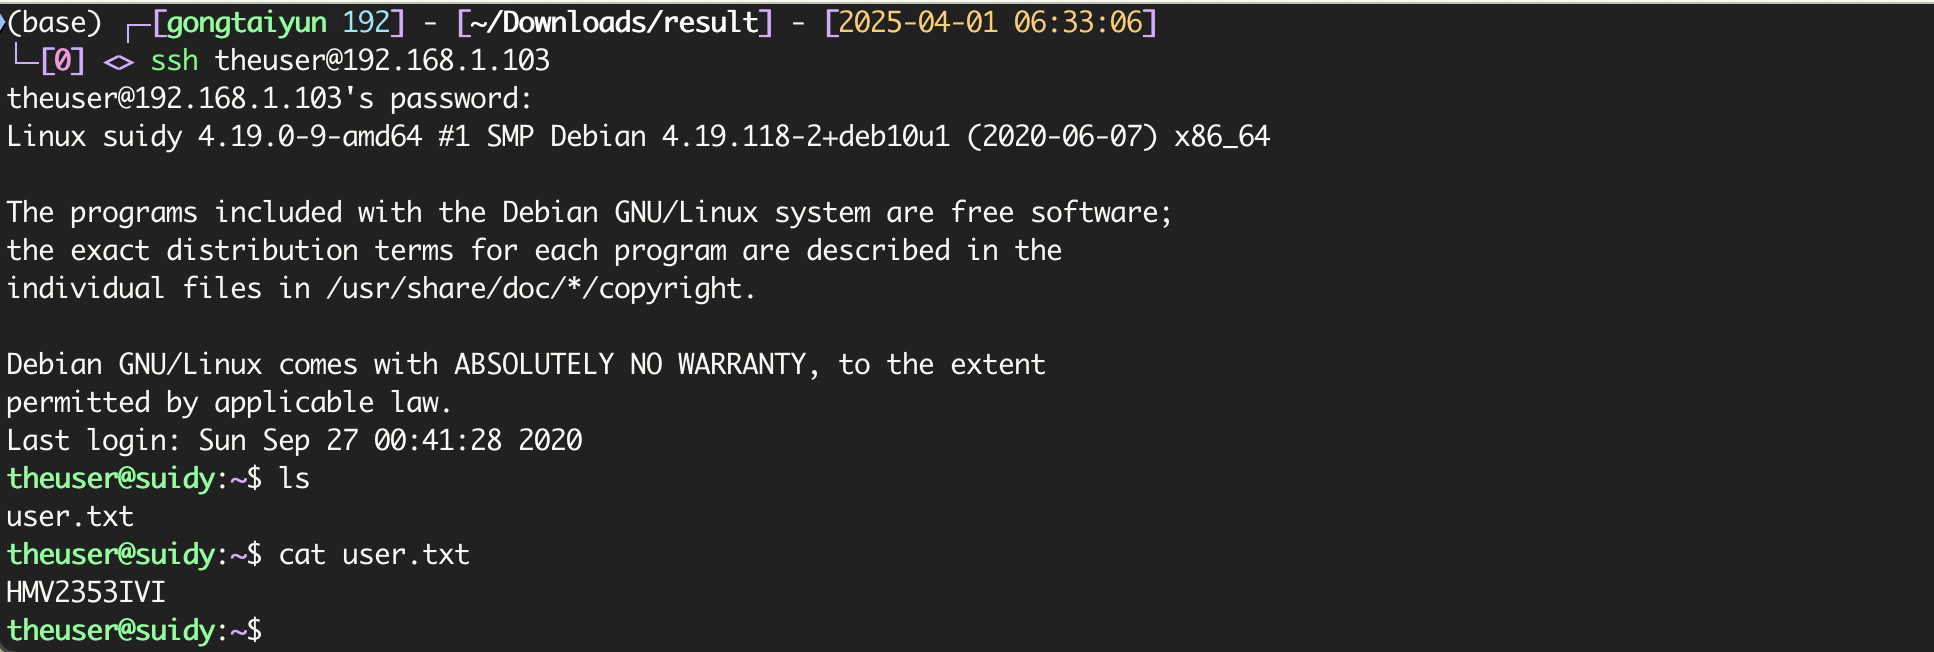 (base) ┌─[gongtaiyun 192] - [~/Downloads/result] - [2025-04-01 06:33:06]
└─[0] <> ssh theuser@192.168.1.103
theuser@192.168.1.103's password:
Linux suidy 4.19.0-9-amd64 #1 SMP Debian 4.19.118-2+deb10u1 (2020-06-07) x86_64
The programs included with the Debian GNU/Linux system are free software;
the exact distribution terms for each program are described in the
individual files in /usr/share/doc/*/copyright.
Debian GNU/Linux comes with ABSOLUTELY NO WARRANTY, to the extent
permitted by applicable law.
Last login: Sun Sep 27 00:41:28 2020
theuser@suidy:~$ ls
user.txt
theuser@suidy:~$ cat user.txt
HMV2353IVI
theuser@suidy:~$